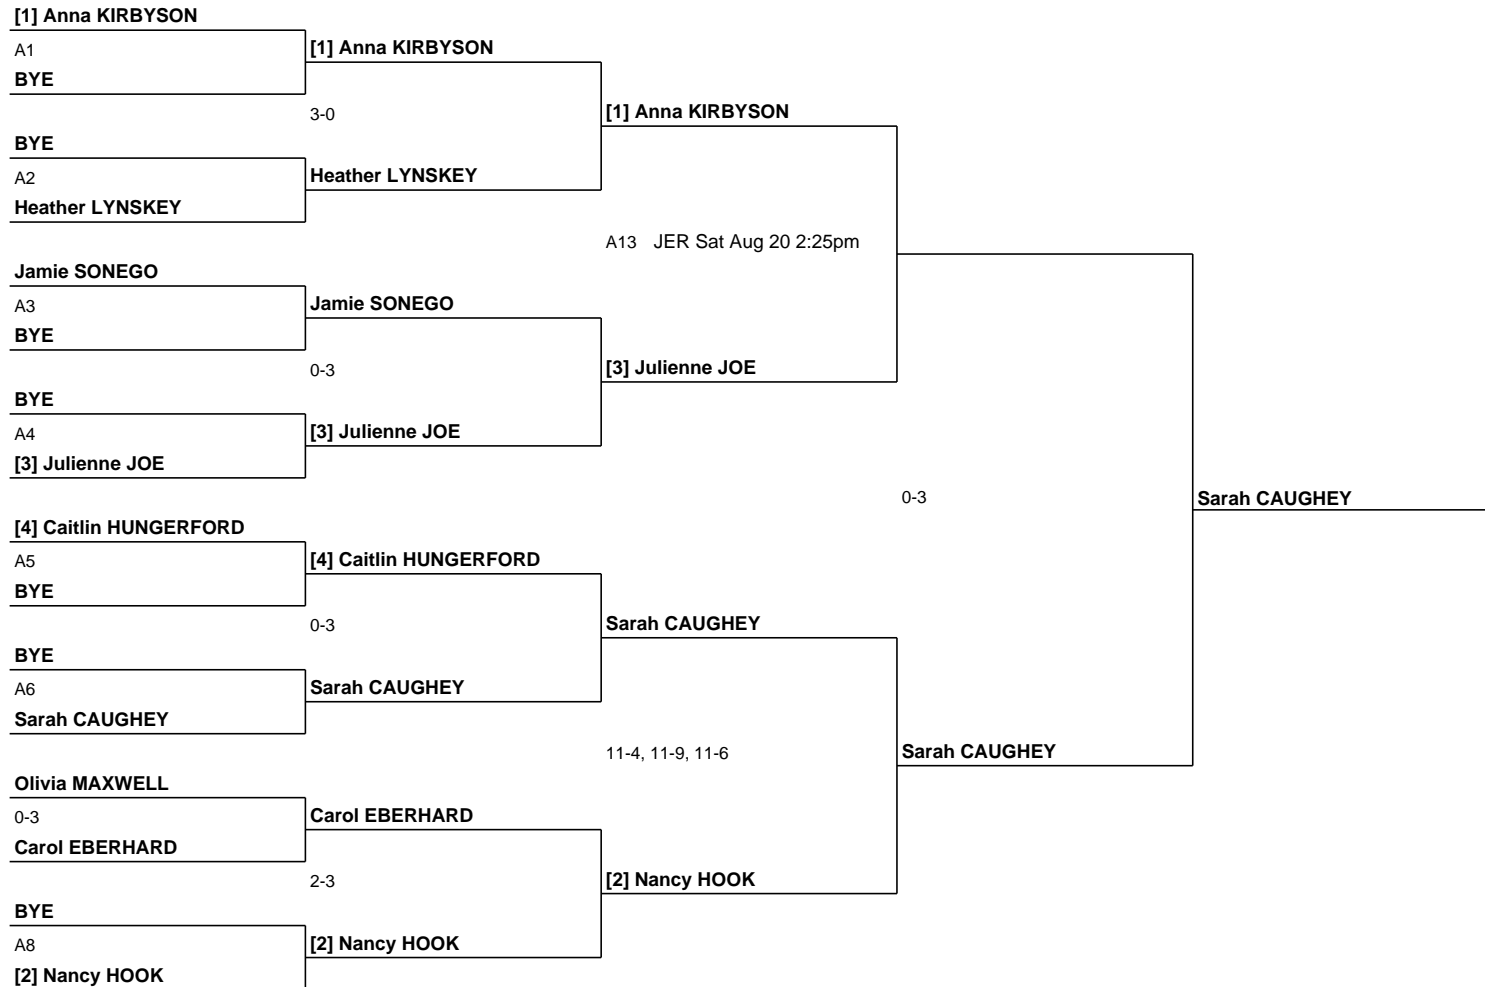 [1] Anna KIRBYSON
A1
BYE
[1] Anna KIRBYSON
3-0
[1] Anna KIRBYSON
BYE
A2
Heather LYNSKEY
Heather LYNSKEY
A13 JER Sat Aug 20 2:25pm
Jamie SONEGO
A3
BYE
Jamie SONEGO
0-3
[3] Julienne JOE
BYE
A4
[3] Julienne JOE
[3] Julienne JOE
0-3
Sarah CAUGHEY
[4] Caitlin HUNGERFORD
A5
BYE
[4] Caitlin HUNGERFORD
0-3
Sarah CAUGHEY
BYE
A6
Sarah CAUGHEY
Sarah CAUGHEY
11-4, 11-9, 11-6
Sarah CAUGHEY
Olivia MAXWELL
0-3
Carol EBERHARD
Carol EBERHARD
2-3
[2] Nancy HOOK
BYE
A8
[2] Nancy HOOK
[2] Nancy HOOK